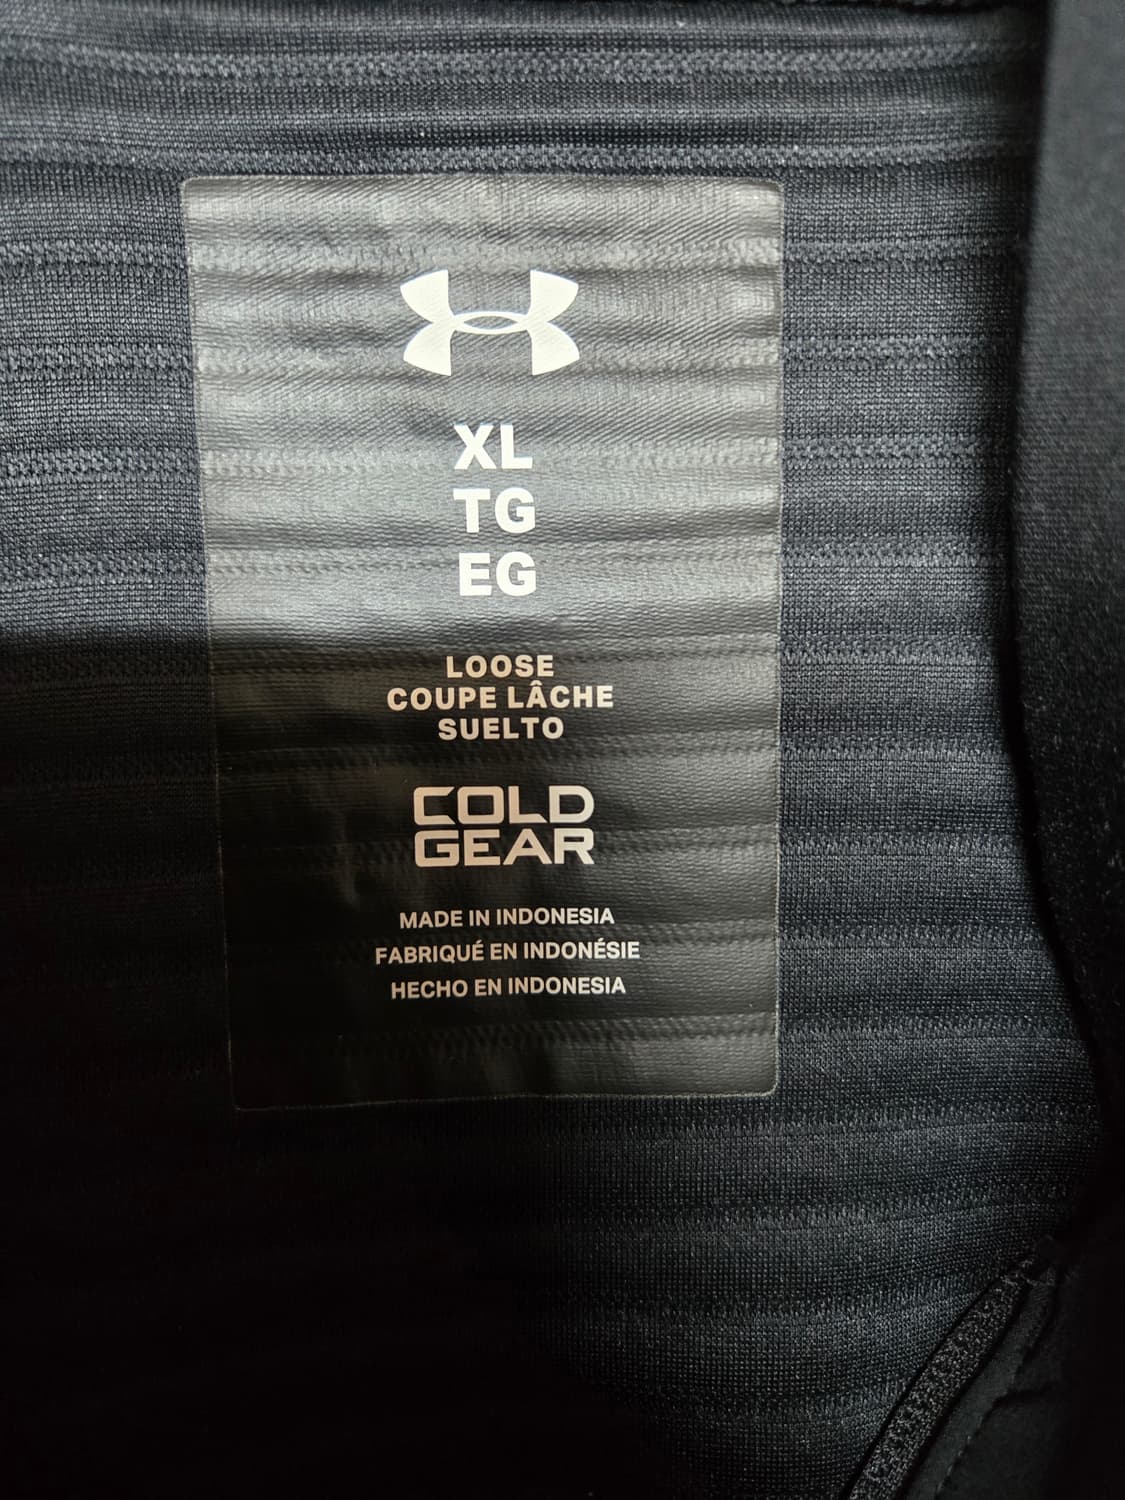 XL
TG
EG
LOOSE
COUPE LÂCHE
SUELTO
COLD
GEAR
MADE IN INDONESIA
FABRIQUÉ EN INDONÉSIE
HECHO EN INDONESIA